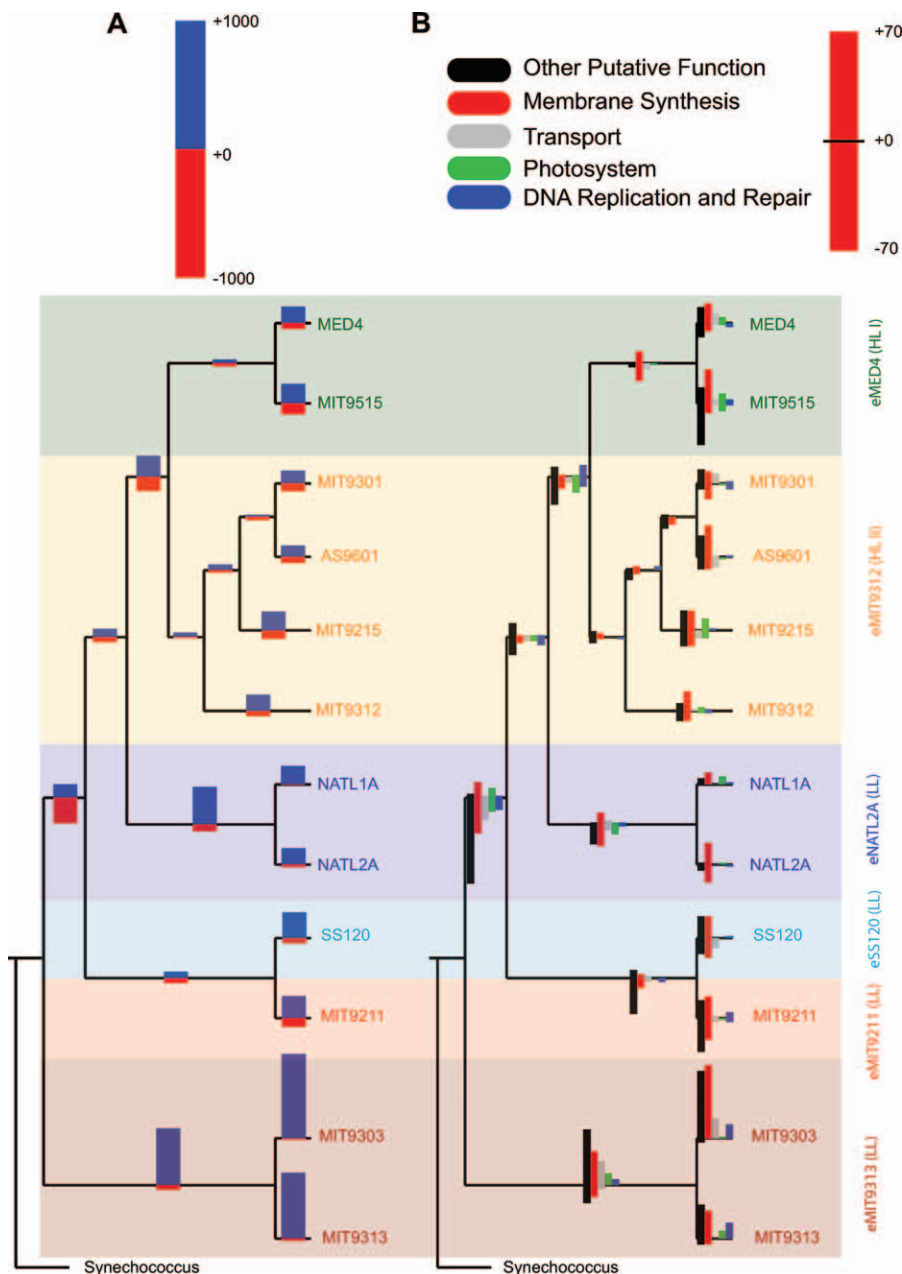 A
+1000
+0
-1000
B
Other Putative Function
Membrane Synthesis
Transport
Photosystem
DNA Replication and Repair
+70
+0
-70
MED4
MIT9515
MIT9301
AS9601
MIT9215
MIT9312
NATL1A
NATL2A
SS120
MIT9211
MIT9303
MIT9313
Synechococcus
MED4
MIT9515
MIT9301
AS9601
MIT9215
MIT9312
NATL1A
NATL2A
SS120
MIT9211
MIT9303
MIT9313
Synechococcus
eMED4 (HL I)
eMIT9312 (HL II)
eNATL2A (LL)
eSS120 (LL)
eMIT9211 (LL)
eMIT9313 (LL)